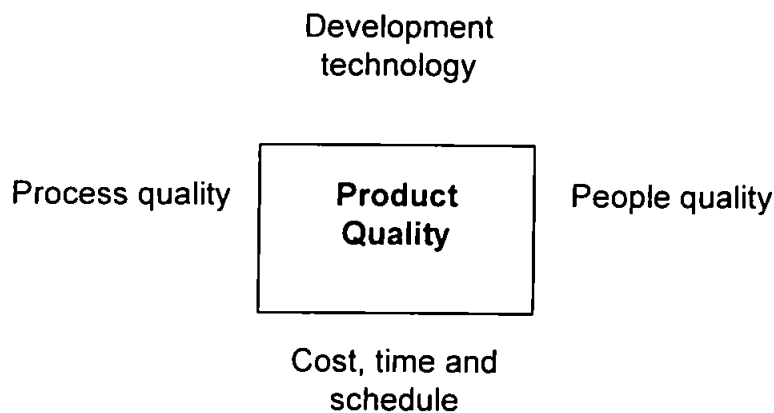 Development
technology
Process quality
Product
Quality
People quality
Cost, time and
schedule